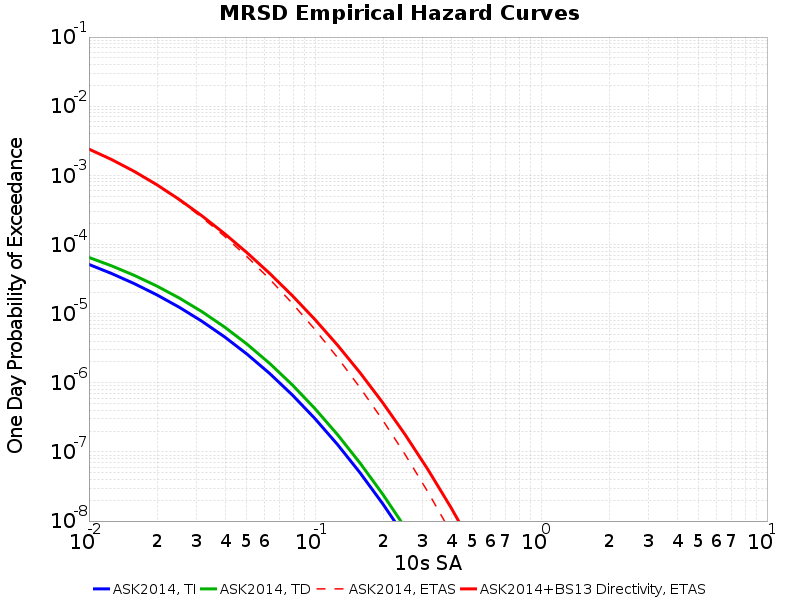 MRSD Empirical Hazard Curves
One Day Probability of Exceedance
10-1
10-2
10-3
10-4
10-5
10-6
10-7
10-8
10-2 2 3 4 5 6 10-1 2 3 4 5 6 7 100 2 3 4 5 6 7 101
10s SA
ASK2014, TI ASK2014, TD ASK2014, ETAS ASK2014+BS13 Directivity, ETAS